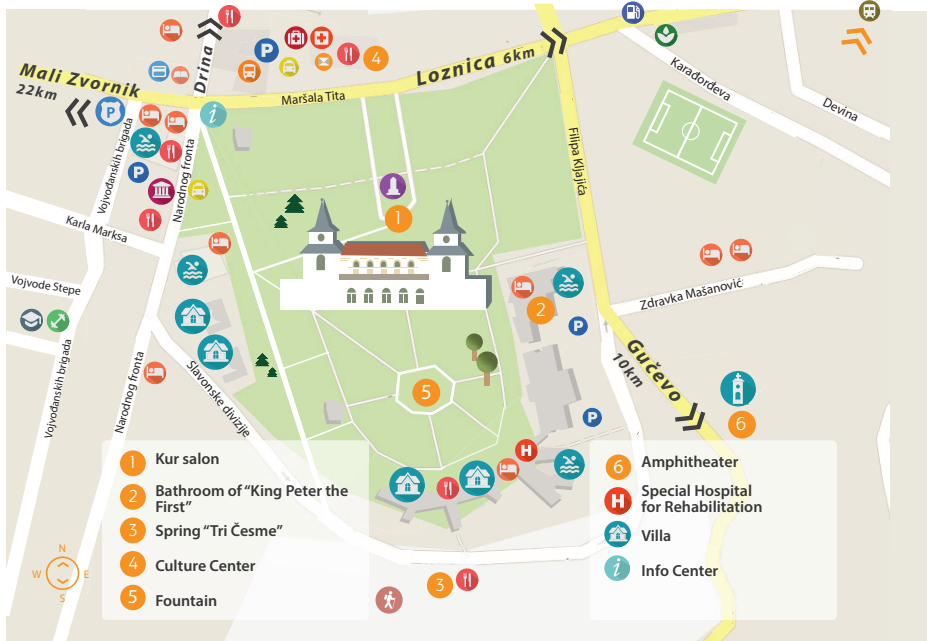 Drina
P
4
Mali Zvornik
22km
Loznica 6km
Maršala Tita
Karađorđeva
Devina
P
i
Vojvođanskih brigada
Narodnog fronta
Filipa Kljajića
P
1
Karla Marksa
Vojvode Stepe
Zdravka Mašanović
2
P
Gučevo
10km
Vojvođanskih brigada
Narodnog fronta
Slavonske divizije
5
P
6
H
1 Kur salon
2 Bathroom of “King Peter the
First”
3 Spring “Tri Česme”
4 Culture Center
5 Fountain
6 Amphitheater
H Special Hospital
for Rehabilitation
Villa
i Info Center
N
W E
S
3